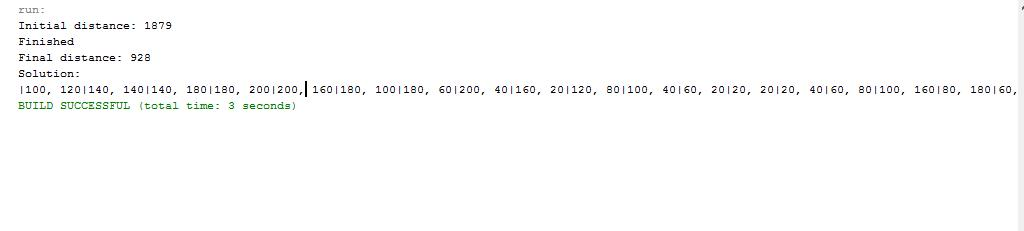 run:
Initial distance: 1879
Finished
Final distance: 928
Solution:
|100, 120|140, 140|140, 180|180, 200|200, 160|180, 100|180, 60|200, 40|160, 20|120, 80|100, 40|60, 20|20, 20|20, 40|60, 80|100, 160|80, 180|60,
BUILD SUCCESSFUL (total time: 3 seconds)